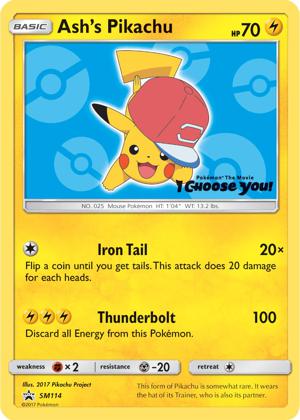 BASIC Ash's Pikachu HP 70
Pokémon The Movie
I Choose You!
NO. 025 Mouse Pokémon HT: 1'04" WT: 13.2 lbs.
Iron Tail 20×
Flip a coin until you get tails. This attack does 20 damage
for each heads.
Thunderbolt 100
Discard all Energy from this Pokémon.
weakness ×2 resistance -20 retreat
Illus. 2017 Pikachu Project
SM114
©2017 Pokémon
This form of Pikachu is somewhat rare. It wears
the hat of its Trainer, who is also its partner.